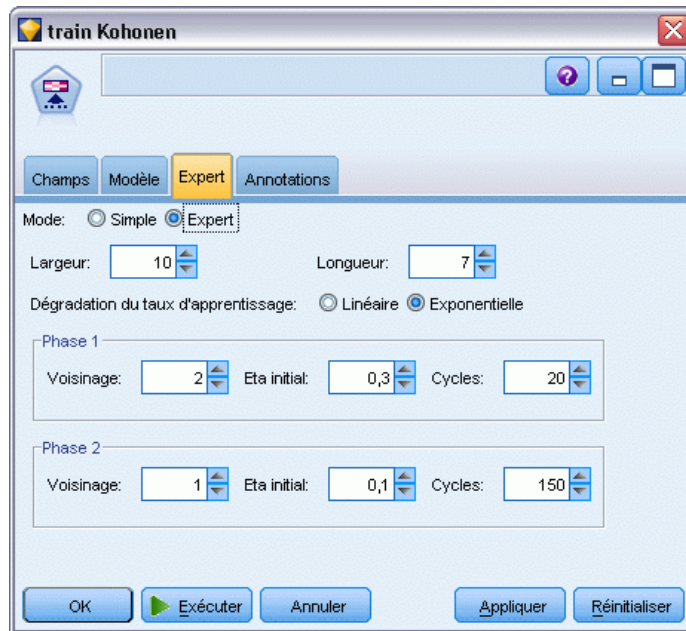 train Kohonen
Champs Modèle Expert Annotations
Mode: Simple Expert
Largeur: 10 Longueur: 7
Dégradation du taux d'apprentissage: Linéaire Exponentielle
Phase 1
Voisinage: 2 Eta initial: 0,3 Cycles: 20
Phase 2
Voisinage: 1 Eta initial: 0,1 Cycles: 150
OK Exécuter Annuler Appliquer Réinitialiser